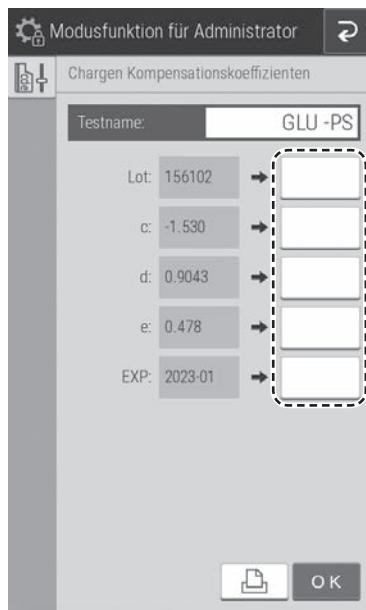 Modusfunktion für Administrator
Chargen Kompensationskoeffizienten
Testname: GLU -PS
Lot: 156102
c: -1.530
d: 0.9043
e: 0.478
EXP: 2023-01
OK